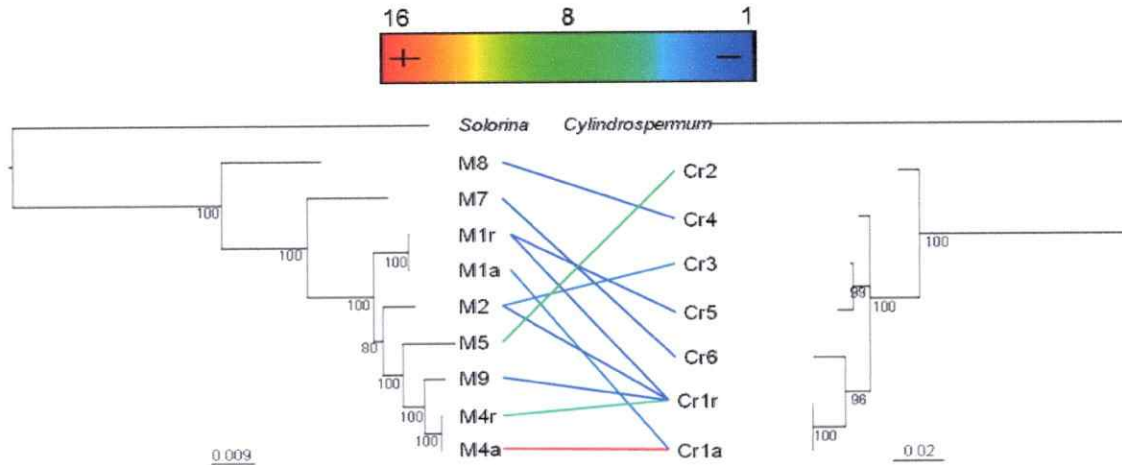 16 8 1
+ −
Solorina Cylindrospermum
M8
M7
M1r
M1a
M2
M5
M9
M4r
M4a
Cr2
Cr4
Cr3
Cr5
Cr6
Cr1r
Cr1a
100
100
100
100
80
100
100
100
0.009
100
99
100
96
100
0.02